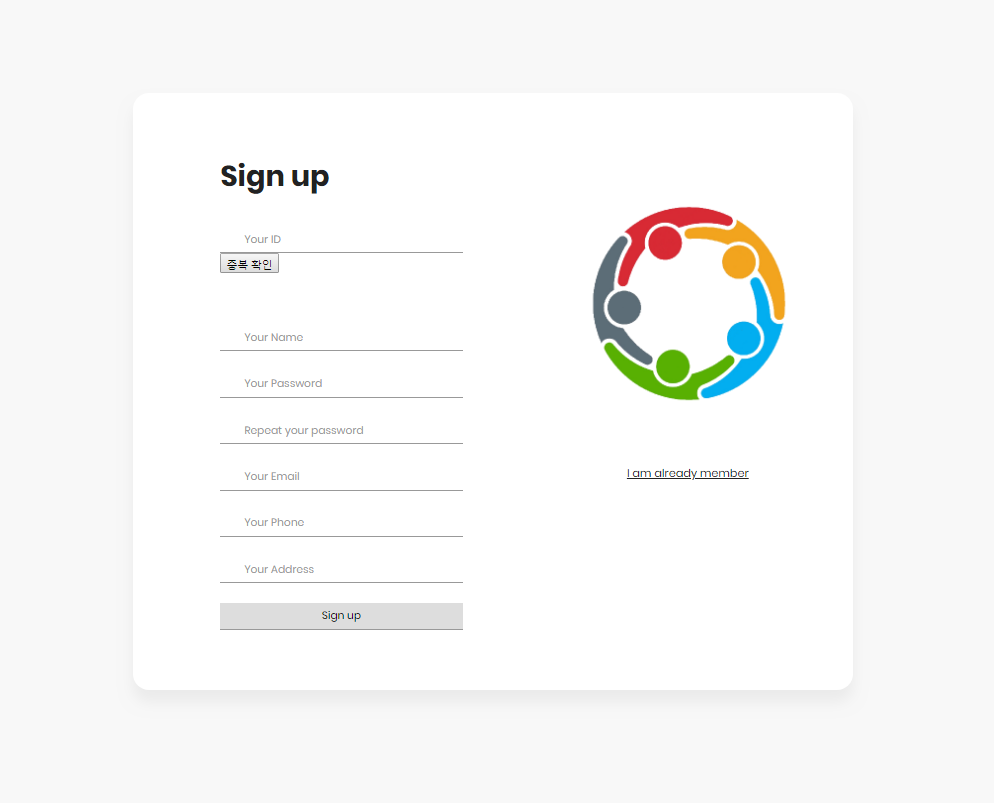 Sign up
Your ID
중복 확인
Your Name
Your Password
Repeat your password
Your Email
Your Phone
Your Address
Sign up
I am already member